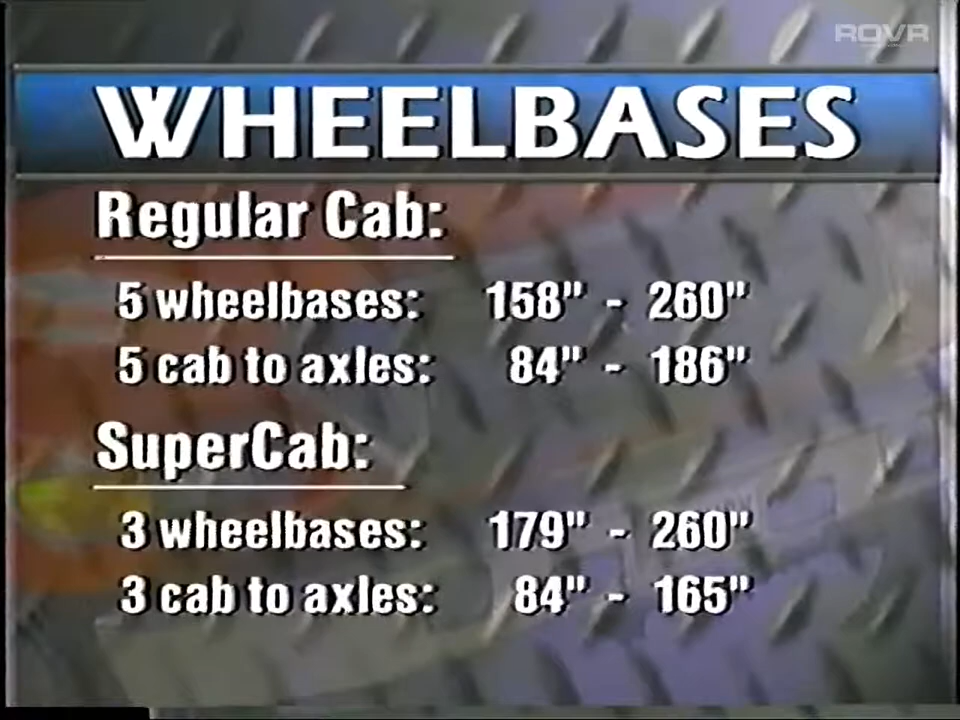 ROVR
WHEELBASES
Regular Cab:
5 wheelbases: 158" - 260"
5 cab to axles: 84" - 186"
SuperCab:
3 wheelbases: 179" - 260"
3 cab to axles: 84" - 165"